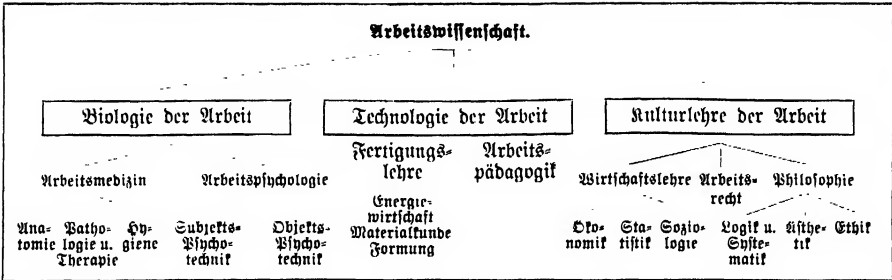 Arbeitswissenschaft.
Biologie der Arbeit Technologie der Arbeit Kulturlehre der Arbeit
Fertigungs= Arbeits=
lehre pädagogik
Arbeitsmedizin Arbeitspsychologie Wirtschaftslehre Arbeits= Philosophie
recht
Energie=
wirtschaft
Materialkunde
Formung
Ana= Patho= Hy= Subjekts= Objekts= Öko= Sta= Sozio= Logik u. Ästhe= Ethik
tomie logie u. giene Psycho= Psycho= nomik tistik logie Syste= tik
Therapie technik technik matik